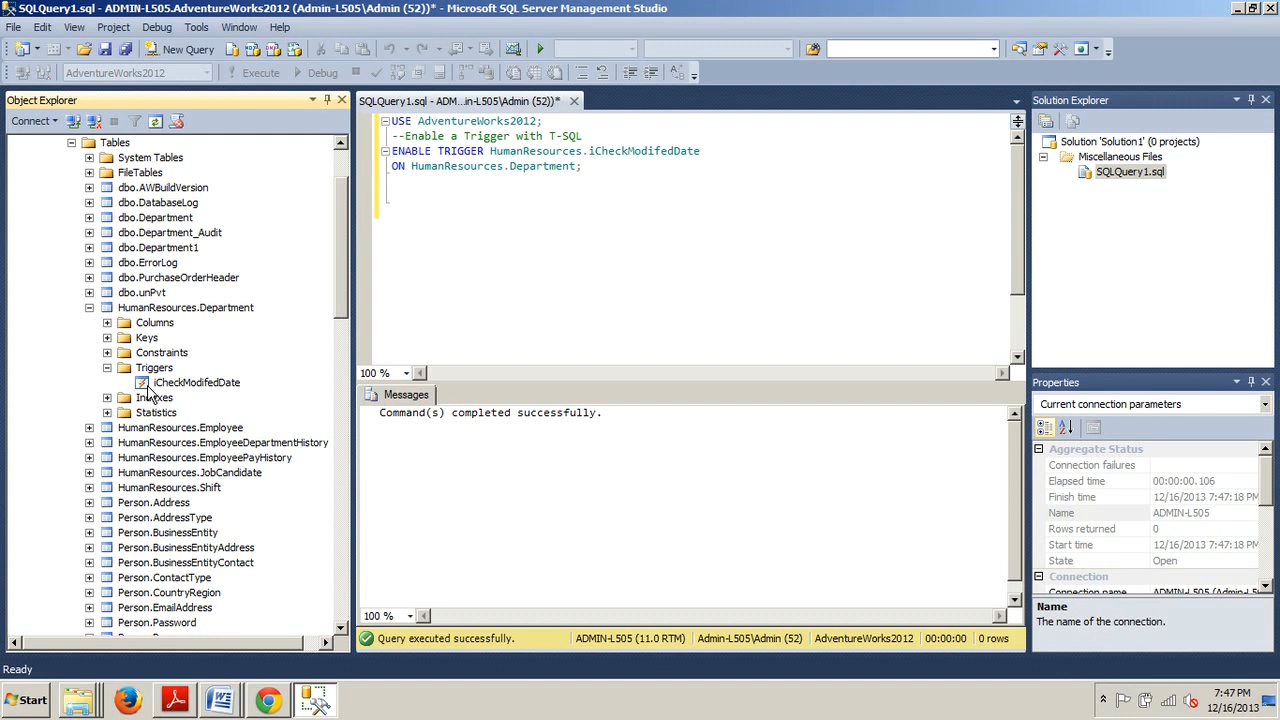 SQLQuery1.sql - ADMIN-L505.AdventureWorks2012 (Admin-L505\Admin (52))* - Microsoft SQL Server Management Studio
File Edit View Project Debug Tools Window Help
New Query
AdventureWorks2012 Execute Debug
Object Explorer
Connect
Tables
System Tables
FileTables
dbo.AWBuildVersion
dbo.DatabaseLog
dbo.Department
dbo.Department_Audit
dbo.Department1
dbo.ErrorLog
dbo.PurchaseOrderHeader
dbo.unPvt
HumanResources.Department
Columns
Keys
Constraints
Triggers
iCheckModifedDate
Indexes
Statistics
HumanResources.Employee
HumanResources.EmployeeDepartmentHistory
HumanResources.EmployeePayHistory
HumanResources.JobCandidate
HumanResources.Shift
Person.Address
Person.AddressType
Person.BusinessEntity
Person.BusinessEntityAddress
Person.BusinessEntityContact
Person.ContactType
Person.CountryRegion
Person.EmailAddress
Person.Password
SQLQuery1.sql - ADM...in-L505\Admin (52))*
USE AdventureWorks2012;
--Enable a Trigger with T-SQL
ENABLE TRIGGER HumanResources.iCheckModifedDate
ON HumanResources.Department;
100 %
Messages
Command(s) completed successfully.
100 %
Query executed successfully. ADMIN-L505 (11.0 RTM) Admin-L505\Admin (52) AdventureWorks2012 00:00:00 0 rows
Solution Explorer
Solution 'Solution1' (0 projects)
Miscellaneous Files
SQLQuery1.sql
Properties
Current connection parameters
Aggregate Status
Connection failures
Elapsed time 00:00:00.106
Finish time 12/16/2013 7:47:18 PM
Name ADMIN-L505
Rows returned 0
Start time 12/16/2013 7:47:18 PM
State Open
Connection
Connection name ADMIN-L505 (Admin-L5
Name
The name of the connection.
Ready
Start
7:47 PM
12/16/2013